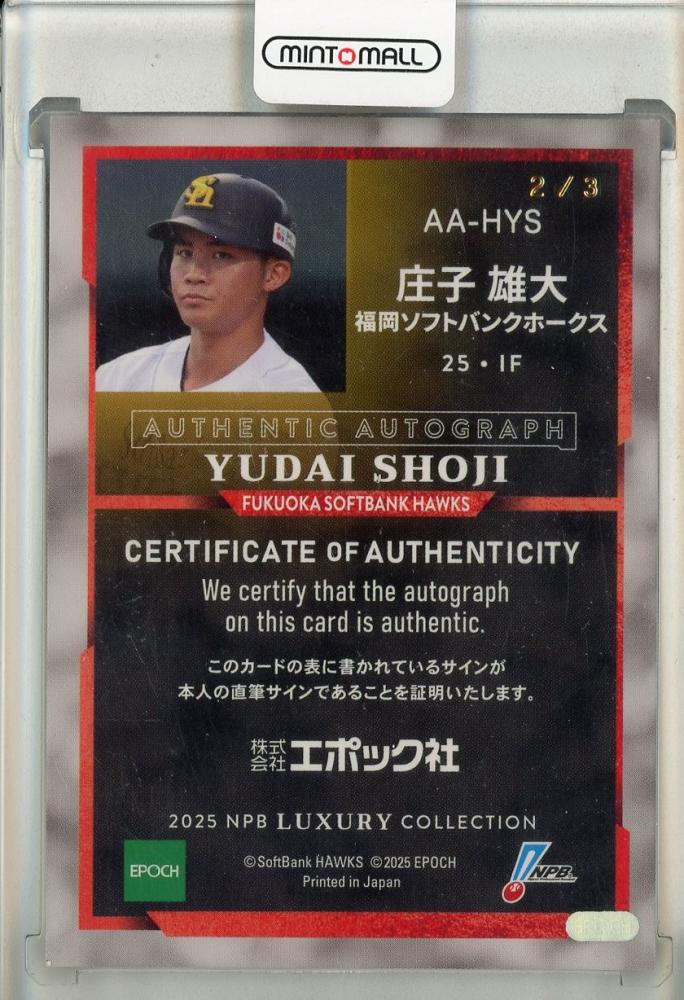 MINT MALL
2/3
AA-HYS
庄子 雄大
福岡ソフトバンクホークス
25・IF
AUTHENTIC AUTOGRAPH
YUDAI SHOJI
FUKUOKA SOFTBANK HAWKS
CERTIFICATE OF AUTHENTICITY
We certify that the autograph
on this card is authentic.
このカードの表に書かれているサインが
本人の直筆サインであることを証明いたします。
株式会社エポック社
2025 NPB LUXURY COLLECTION
EPOCH
©SoftBank HAWKS ©2025 EPOCH
Printed in Japan
NPB